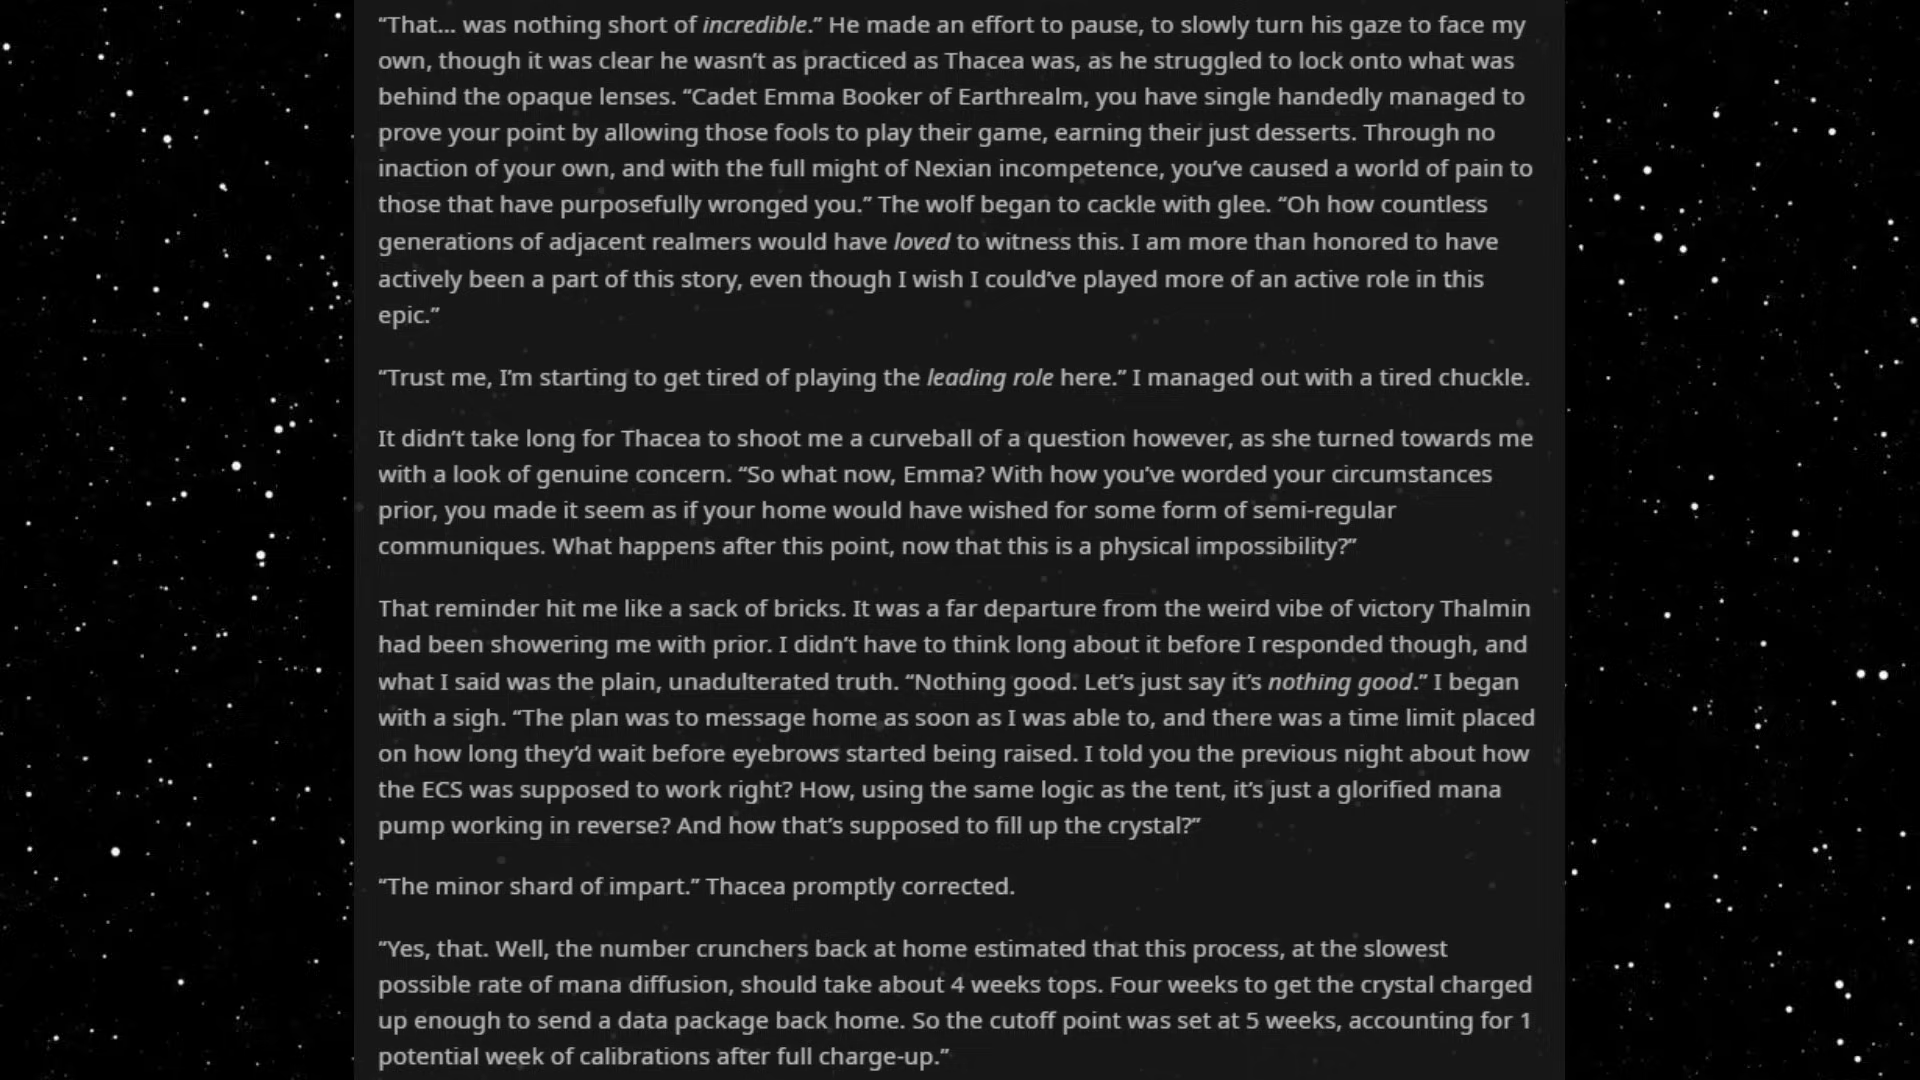 “That... was nothing short of incredible.” He made an effort to pause, to slowly turn his gaze to face my
own, though it was clear he wasn’t as practiced as Thacea was, as he struggled to lock onto what was
behind the opaque lenses. “Cadet Emma Booker of Earthrealm, you have single handedly managed to
prove your point by allowing those fools to play their game, earning their just desserts. Through no
inaction of your own, and with the full might of Nexian incompetence, you’ve caused a world of pain to
those that have purposefully wronged you.” The wolf began to cackle with glee. “Oh how countless
generations of adjacent realmers would have loved to witness this. I am more than honored to have
actively been a part of this story, even though I wish I could’ve played more of an active role in this
epic.”
“Trust me, I’m starting to get tired of playing the leading role here.” I managed out with a tired chuckle.
It didn’t take long for Thacea to shoot me a curveball of a question however, as she turned towards me
with a look of genuine concern. “So what now, Emma? With how you’ve worded your circumstances
prior, you made it seem as if your home would have wished for some form of semi-regular
communiques. What happens after this point, now that this is a physical impossibility?”
That reminder hit me like a sack of bricks. It was a far departure from the weird vibe of victory Thalmin
had been showering me with prior. I didn’t have to think long about it before I responded though, and
what I said was the plain, unadulterated truth. “Nothing good. Let’s just say it’s nothing good.” I began
with a sigh. “The plan was to message home as soon as I was able to, and there was a time limit placed
on how long they’d wait before eyebrows started being raised. I told you the previous night about how
the ECS was supposed to work right? How, using the same logic as the tent, it’s just a glorified mana
pump working in reverse? And how that’s supposed to fill up the crystal?”
“The minor shard of impart.” Thacea promptly corrected.
“Yes, that. Well, the number crunchers back at home estimated that this process, at the slowest
possible rate of mana diffusion, should take about 4 weeks tops. Four weeks to get the crystal charged
up enough to send a data package back home. So the cutoff point was set at 5 weeks, accounting for 1
potential week of calibrations after full charge-up.”